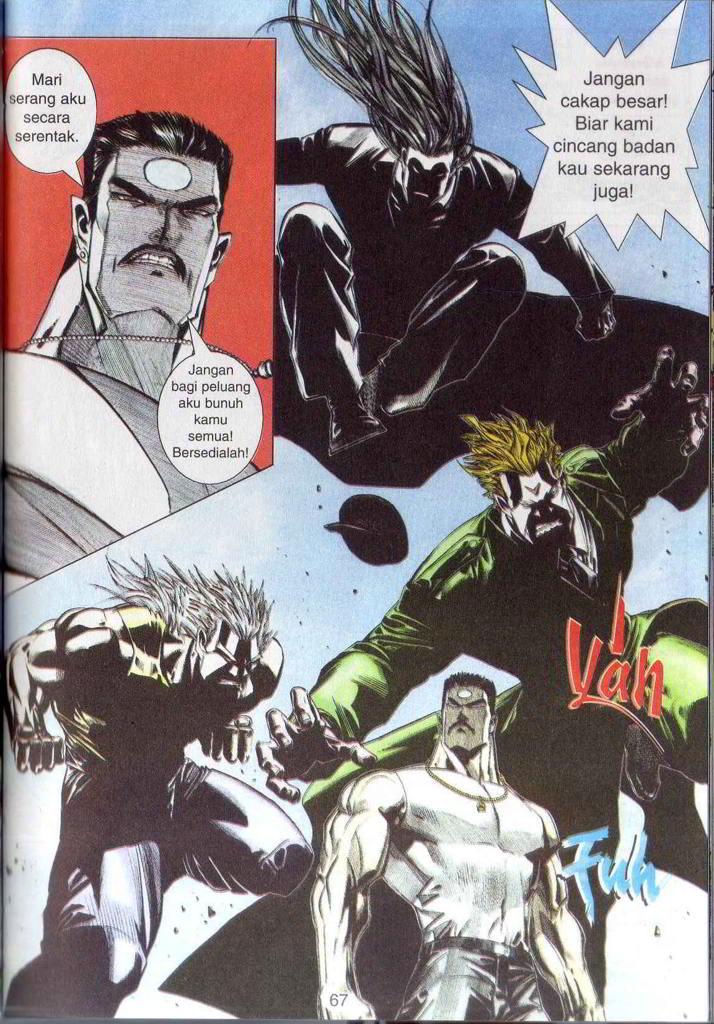 Mari
serang aku
secara
serentak.
Jangan
bagi peluang
aku bunuh
kamu
semua!
Bersedialah!
Jangan
cakap besar!
Biar kami
cincang badan
kau sekarang
juga!
Yah
Fuh
67